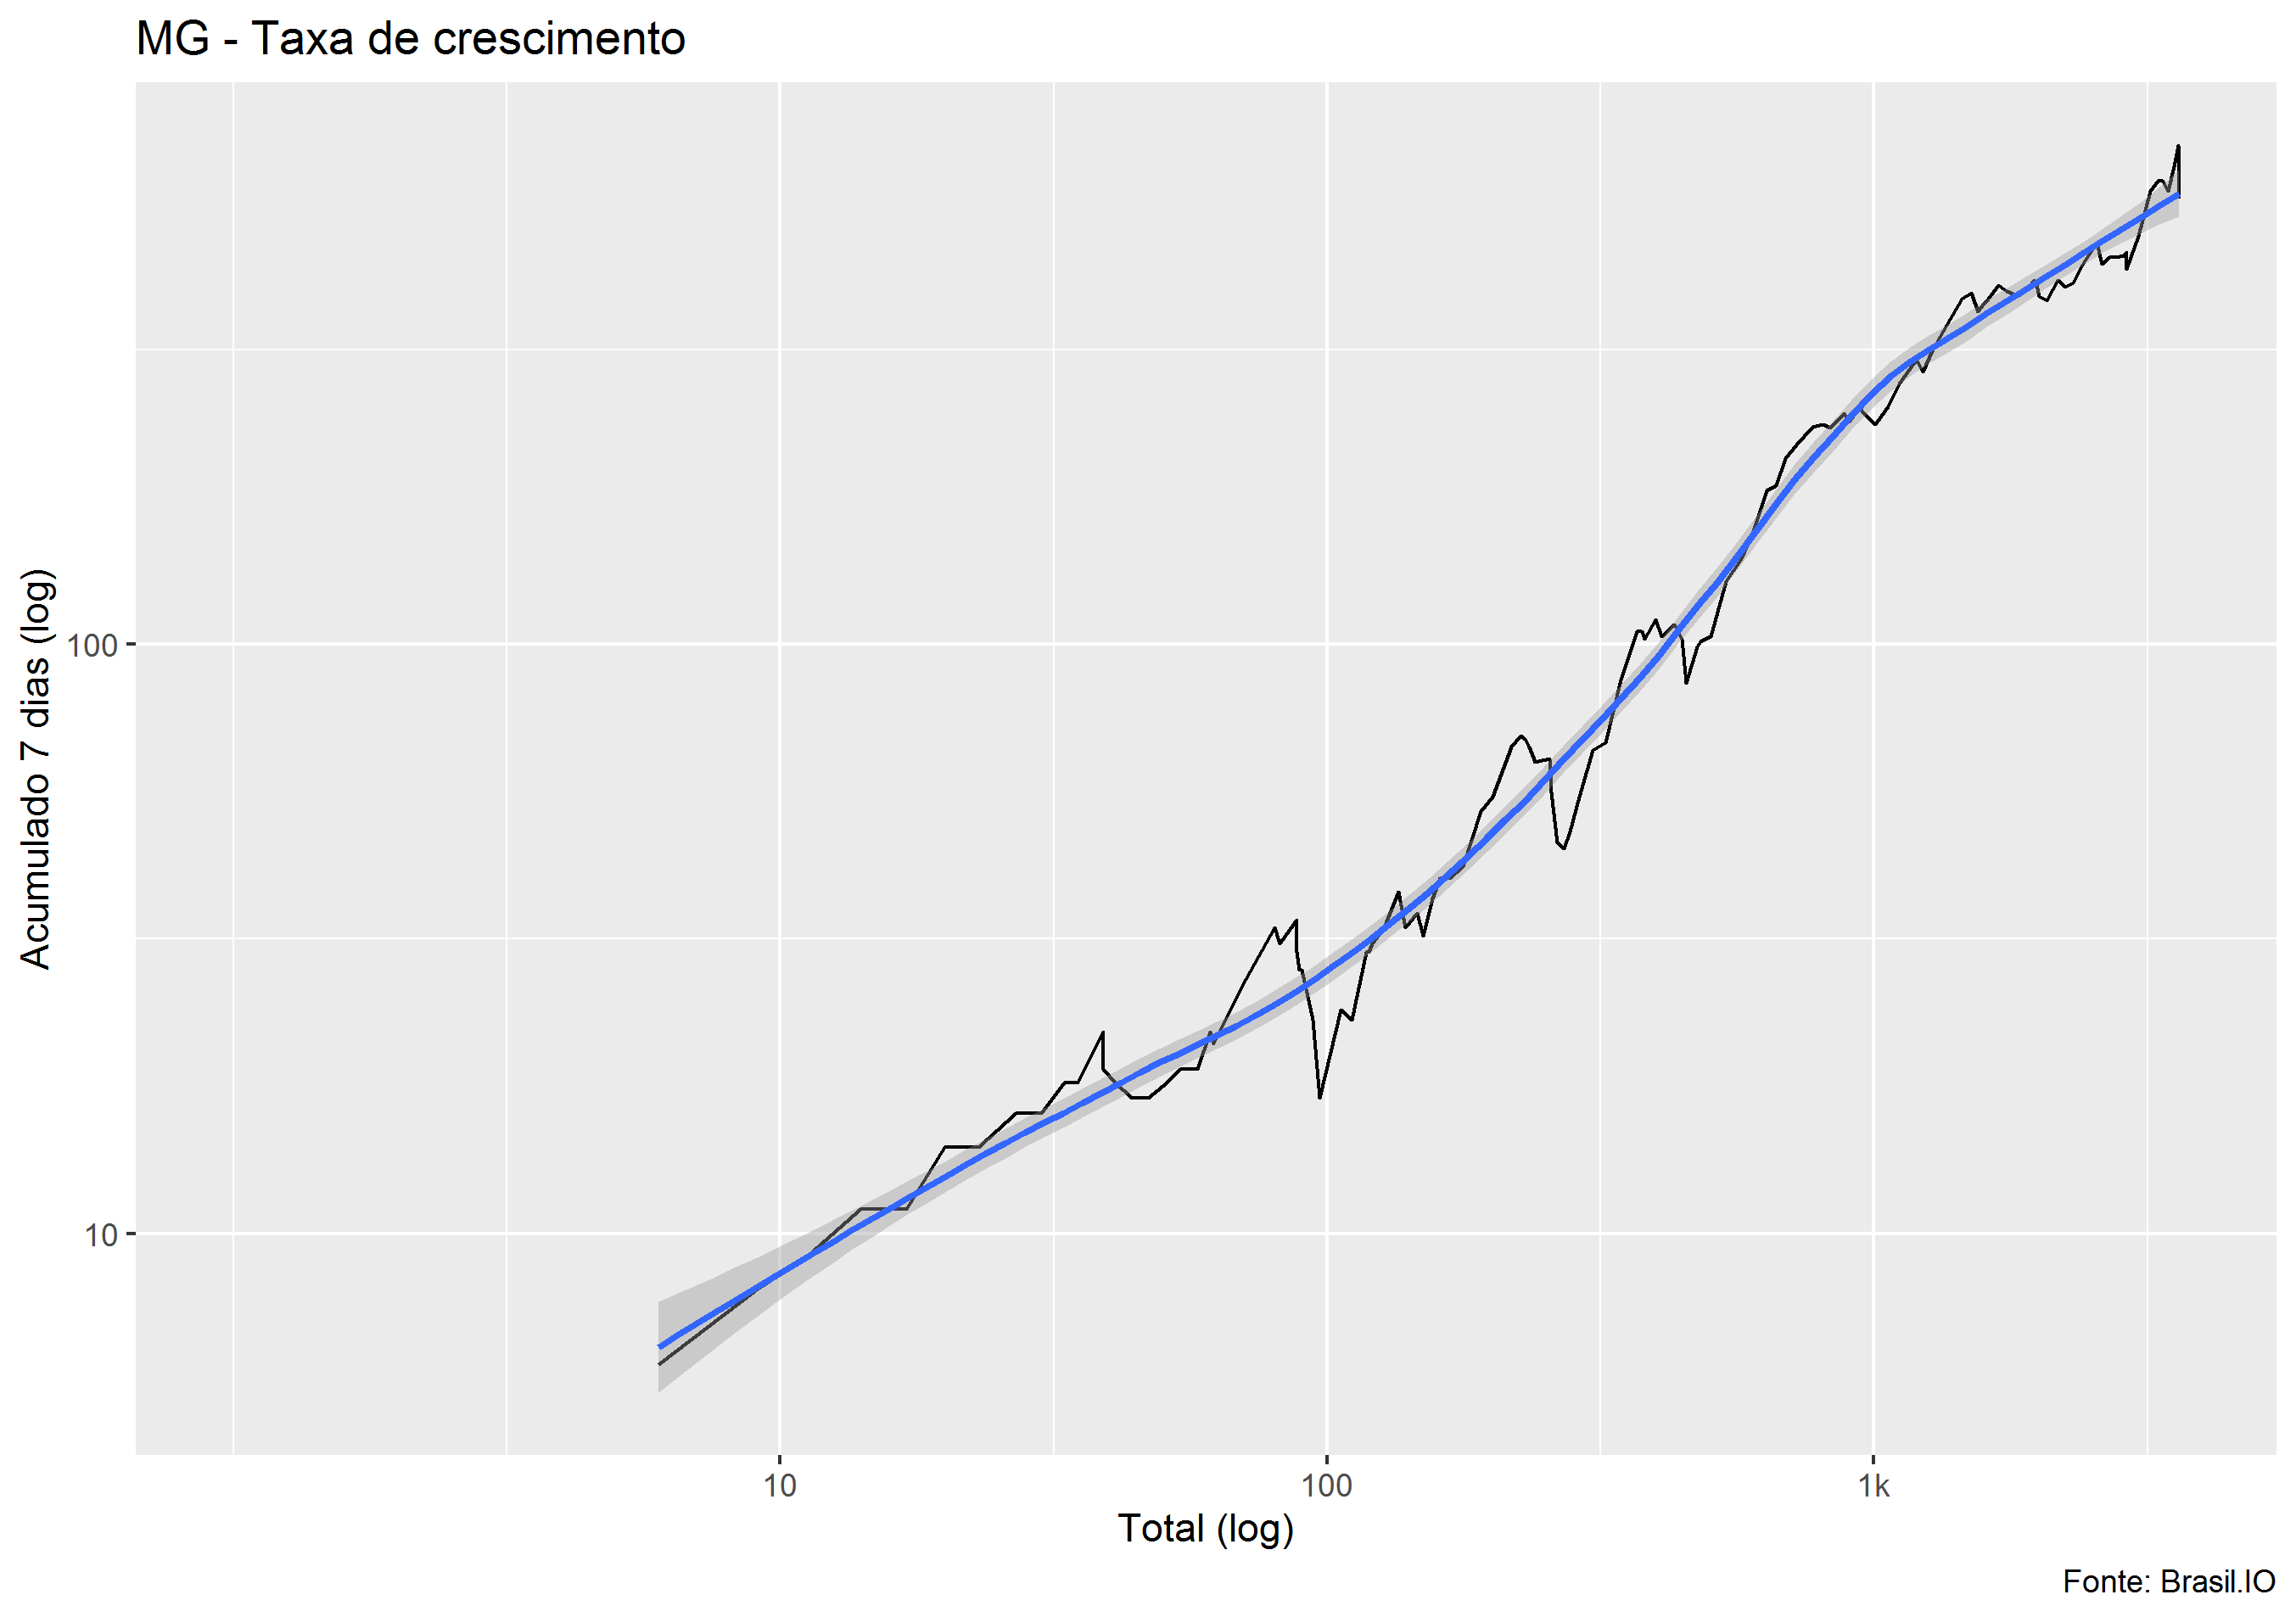 MG - Taxa de crescimento
Acumulado 7 dias (log)
100
10
10
100
1k
Total (log)
Fonte: Brasil.IO